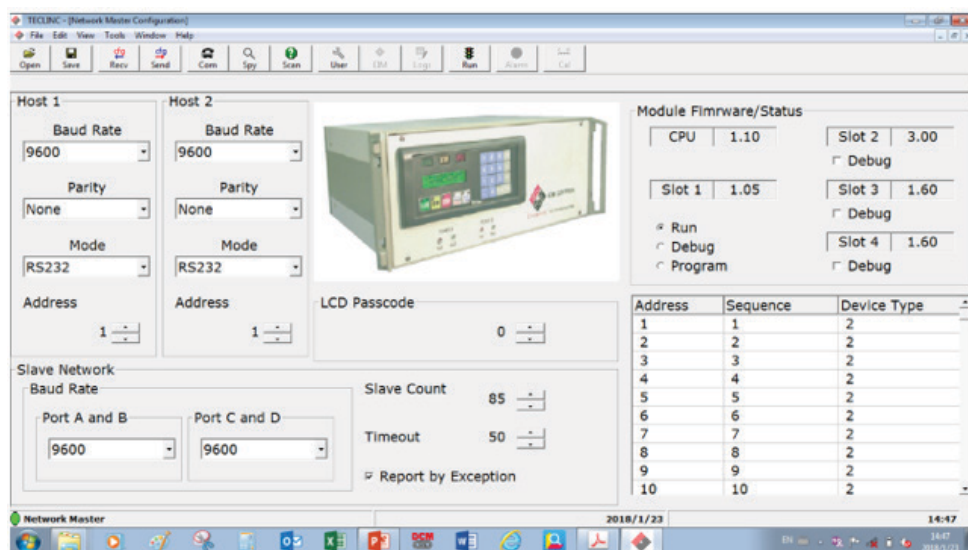 TECLINC - [Network Master Configuration]
File Edit View Tools Window Help
Open Save Recv Send Com Spy Scan User Run Alarm Cal
Host 1
Baud Rate
9600
Parity
None
Mode
RS232
Address
1
Host 2
Baud Rate
9600
Parity
None
Mode
RS232
Address
1
LCD Passcode
0
Module Fimrware/Status
CPU 1.10
Slot 1 1.05
Run
Debug
Program
Slot 2 3.00
Debug
Slot 3 1.60
Debug
Slot 4 1.60
Debug
Address Sequence Device Type
1 1 2
2 2 2
3 3 2
4 4 2
5 5 2
6 6 2
7 7 2
8 8 2
9 9 2
10 10 2
Slave Network
Baud Rate
Port A and B
9600
Port C and D
9600
Slave Count 85
Timeout 50
Report by Exception
Network Master 2018/1/23 14:47
DCM
EN
14:47
2018/1/23